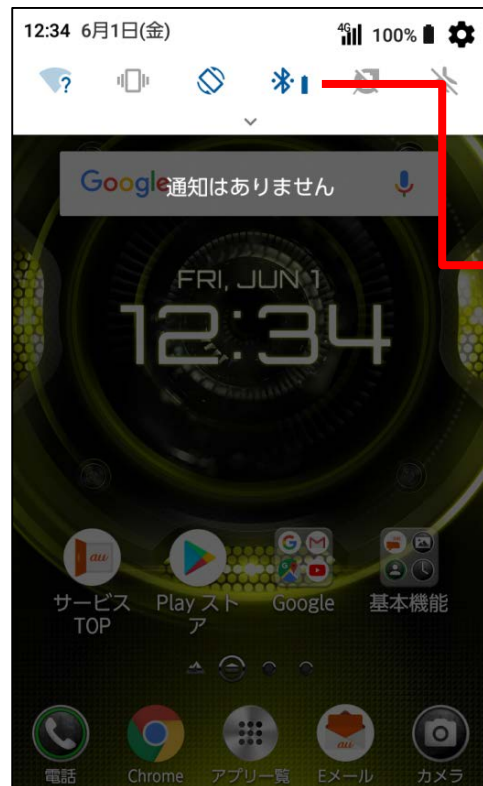 12:34 6月1日(金) 4G 100%
?
Google
通知はありません
FRI, JUN 1
12:34
au
サービス Play スト Google 基本機能
TOP ア
au
電話 Chrome アプリ一覧 Eメール カメラ